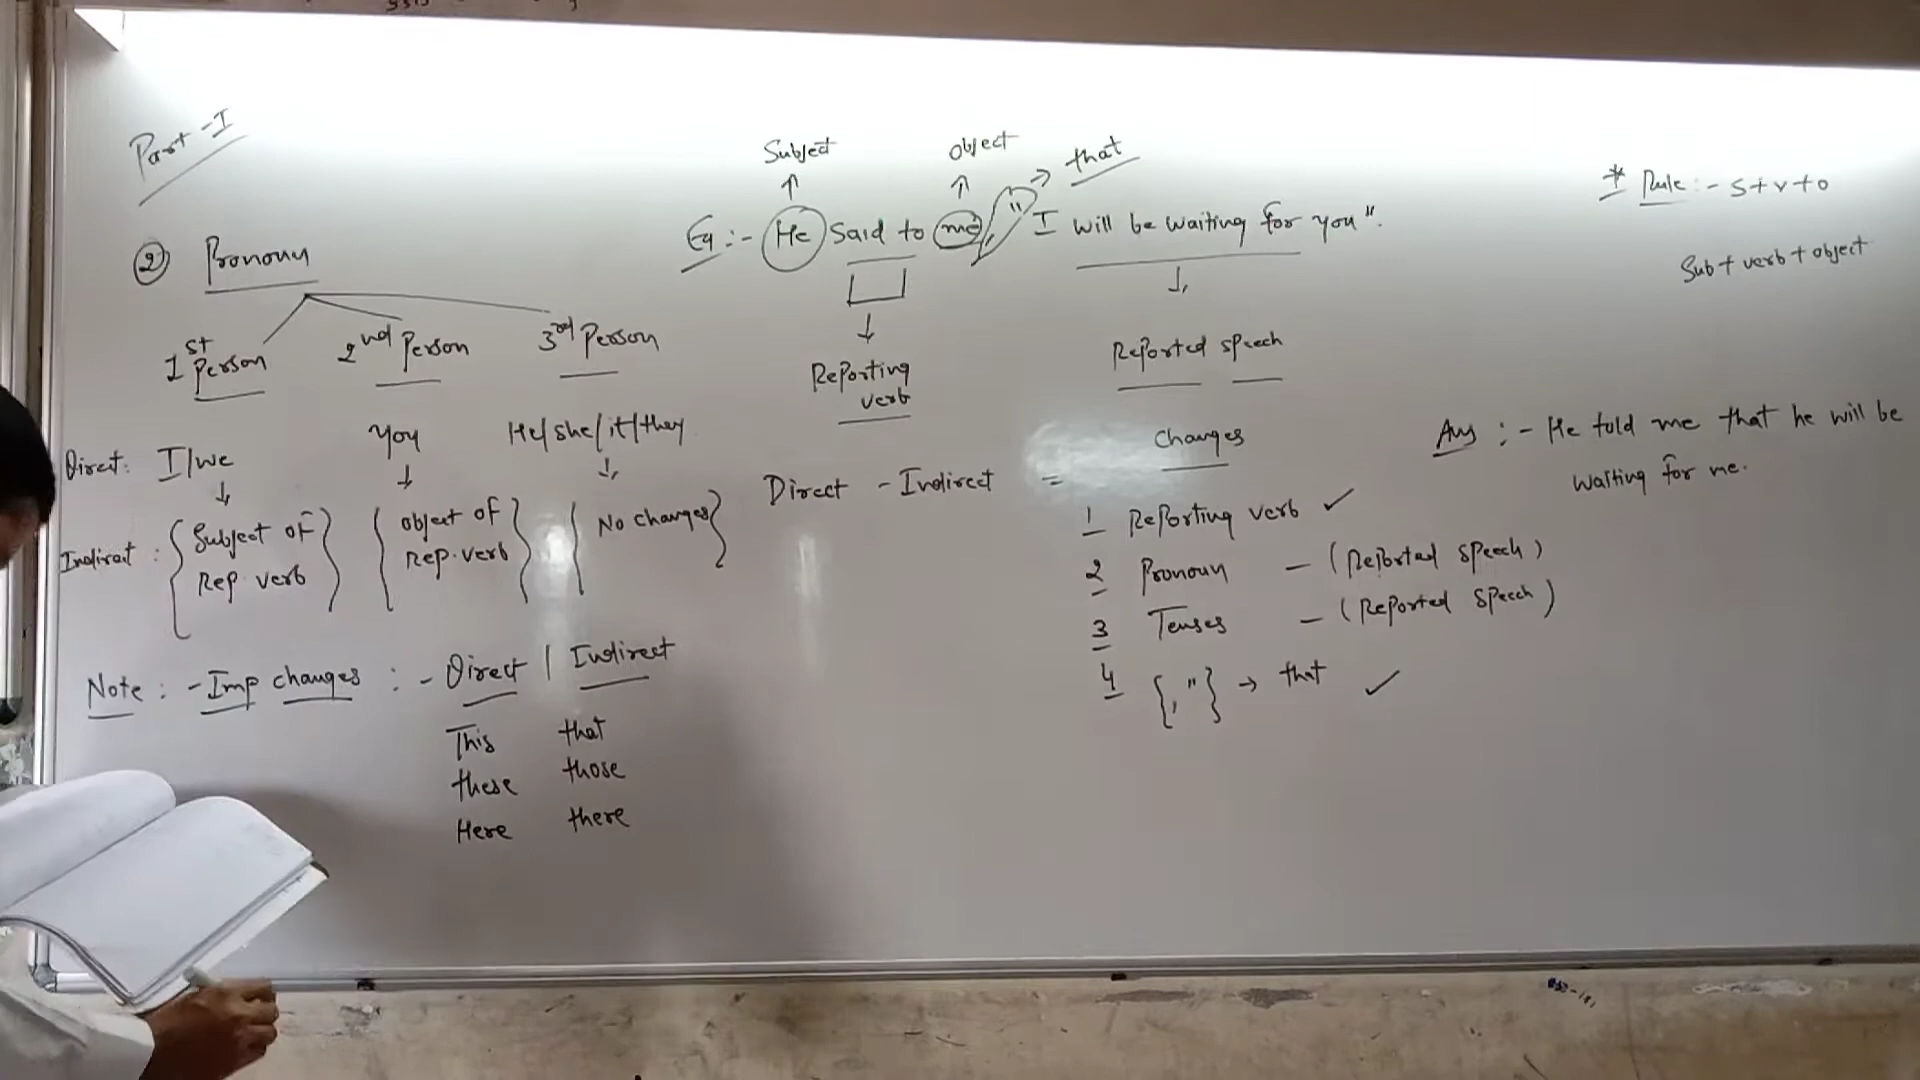 Part-I
② Pronoun
1st Person 2nd Person 3rd Person
Direct: I/we You He/she/it/they
↓ ↓ ↓
Indirect : {Subject of Rep. verb} {object of Rep. verb} {No changes}
Note : - Imp changes : - Direct | Indirect
This that
these those
Here there
Subject object → that
↑ ↑
Eg :- He Said to me, " I will be waiting for you".
↓ ↓
Reporting verb
Reported speech
Changes
Direct - Indirect =
1 Reporting verb ✓
2 Pronoun - (Reported speech)
3 Tenses - (Reported speech)
4 {, "} → that ✓
* Rule :- S+v+o
Sub + verb + object
Ans :- He told me that he will be
waiting for me.